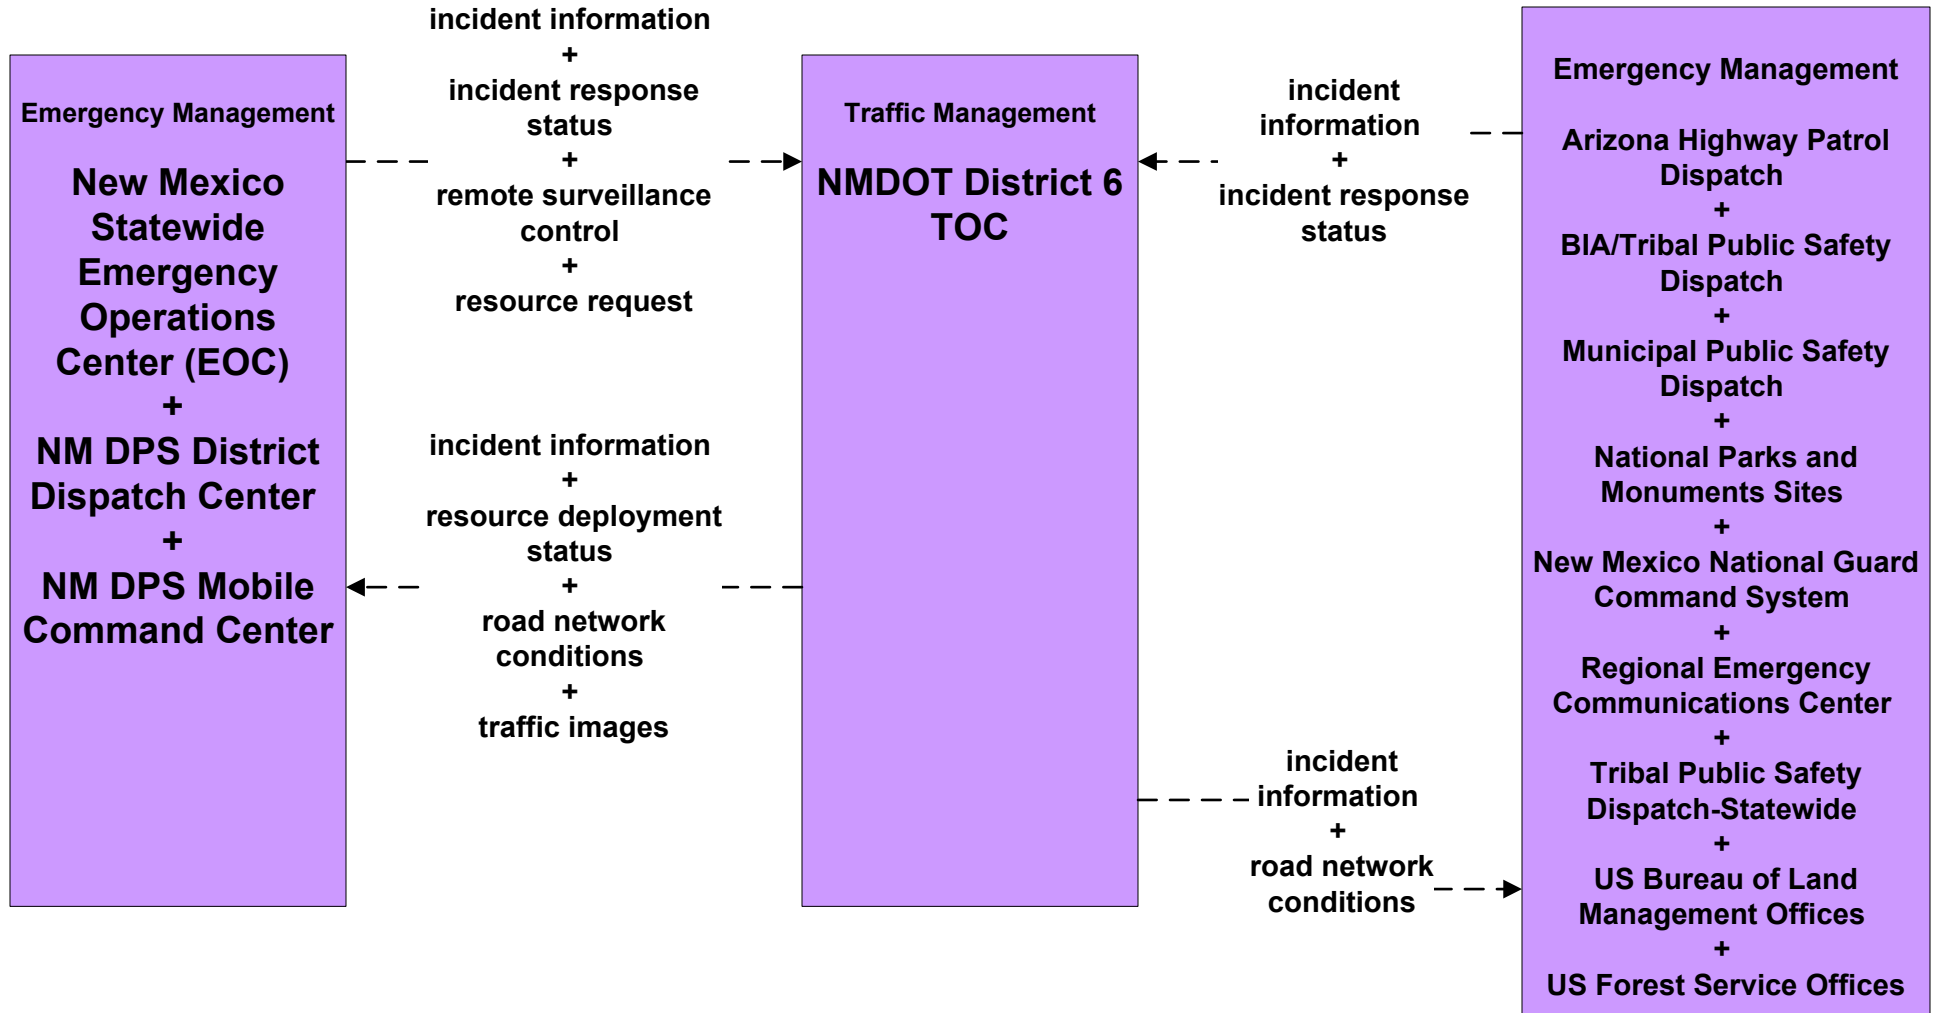 Emergency Management
New Mexico
Statewide
Emergency
Operations
Center (EOC)
+
NM DPS District
Dispatch Center
+
NM DPS Mobile
Command Center
incident information
+
incident response
status
+
remote surveillance
control
+
resource request
incident information
+
resource deployment
status
+
road network
conditions
+
traffic images
Traffic Management
NMDOT District 6
TOC
incident
information
+
incident response
status
incident
information
+
road network
conditions
Emergency Management
Arizona Highway Patrol
Dispatch
+
BIA/Tribal Public Safety
Dispatch
+
Municipal Public Safety
Dispatch
+
National Parks and
Monuments Sites
+
New Mexico National Guard
Command System
+
Regional Emergency
Communications Center
+
Tribal Public Safety
Dispatch-Statewide
+
US Bureau of Land
Management Offices
+
US Forest Service Offices